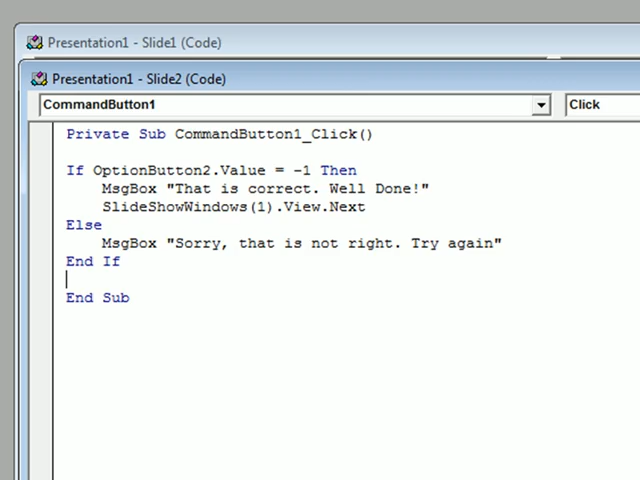 Presentation1 - Slide1 (Code)
Presentation1 - Slide2 (Code)
CommandButton1
Click
Private Sub CommandButton1_Click()
If OptionButton2.Value = -1 Then
MsgBox "That is correct. Well Done!"
SlideShowWindows(1).View.Next
Else
MsgBox "Sorry, that is not right. Try again"
End If
End Sub